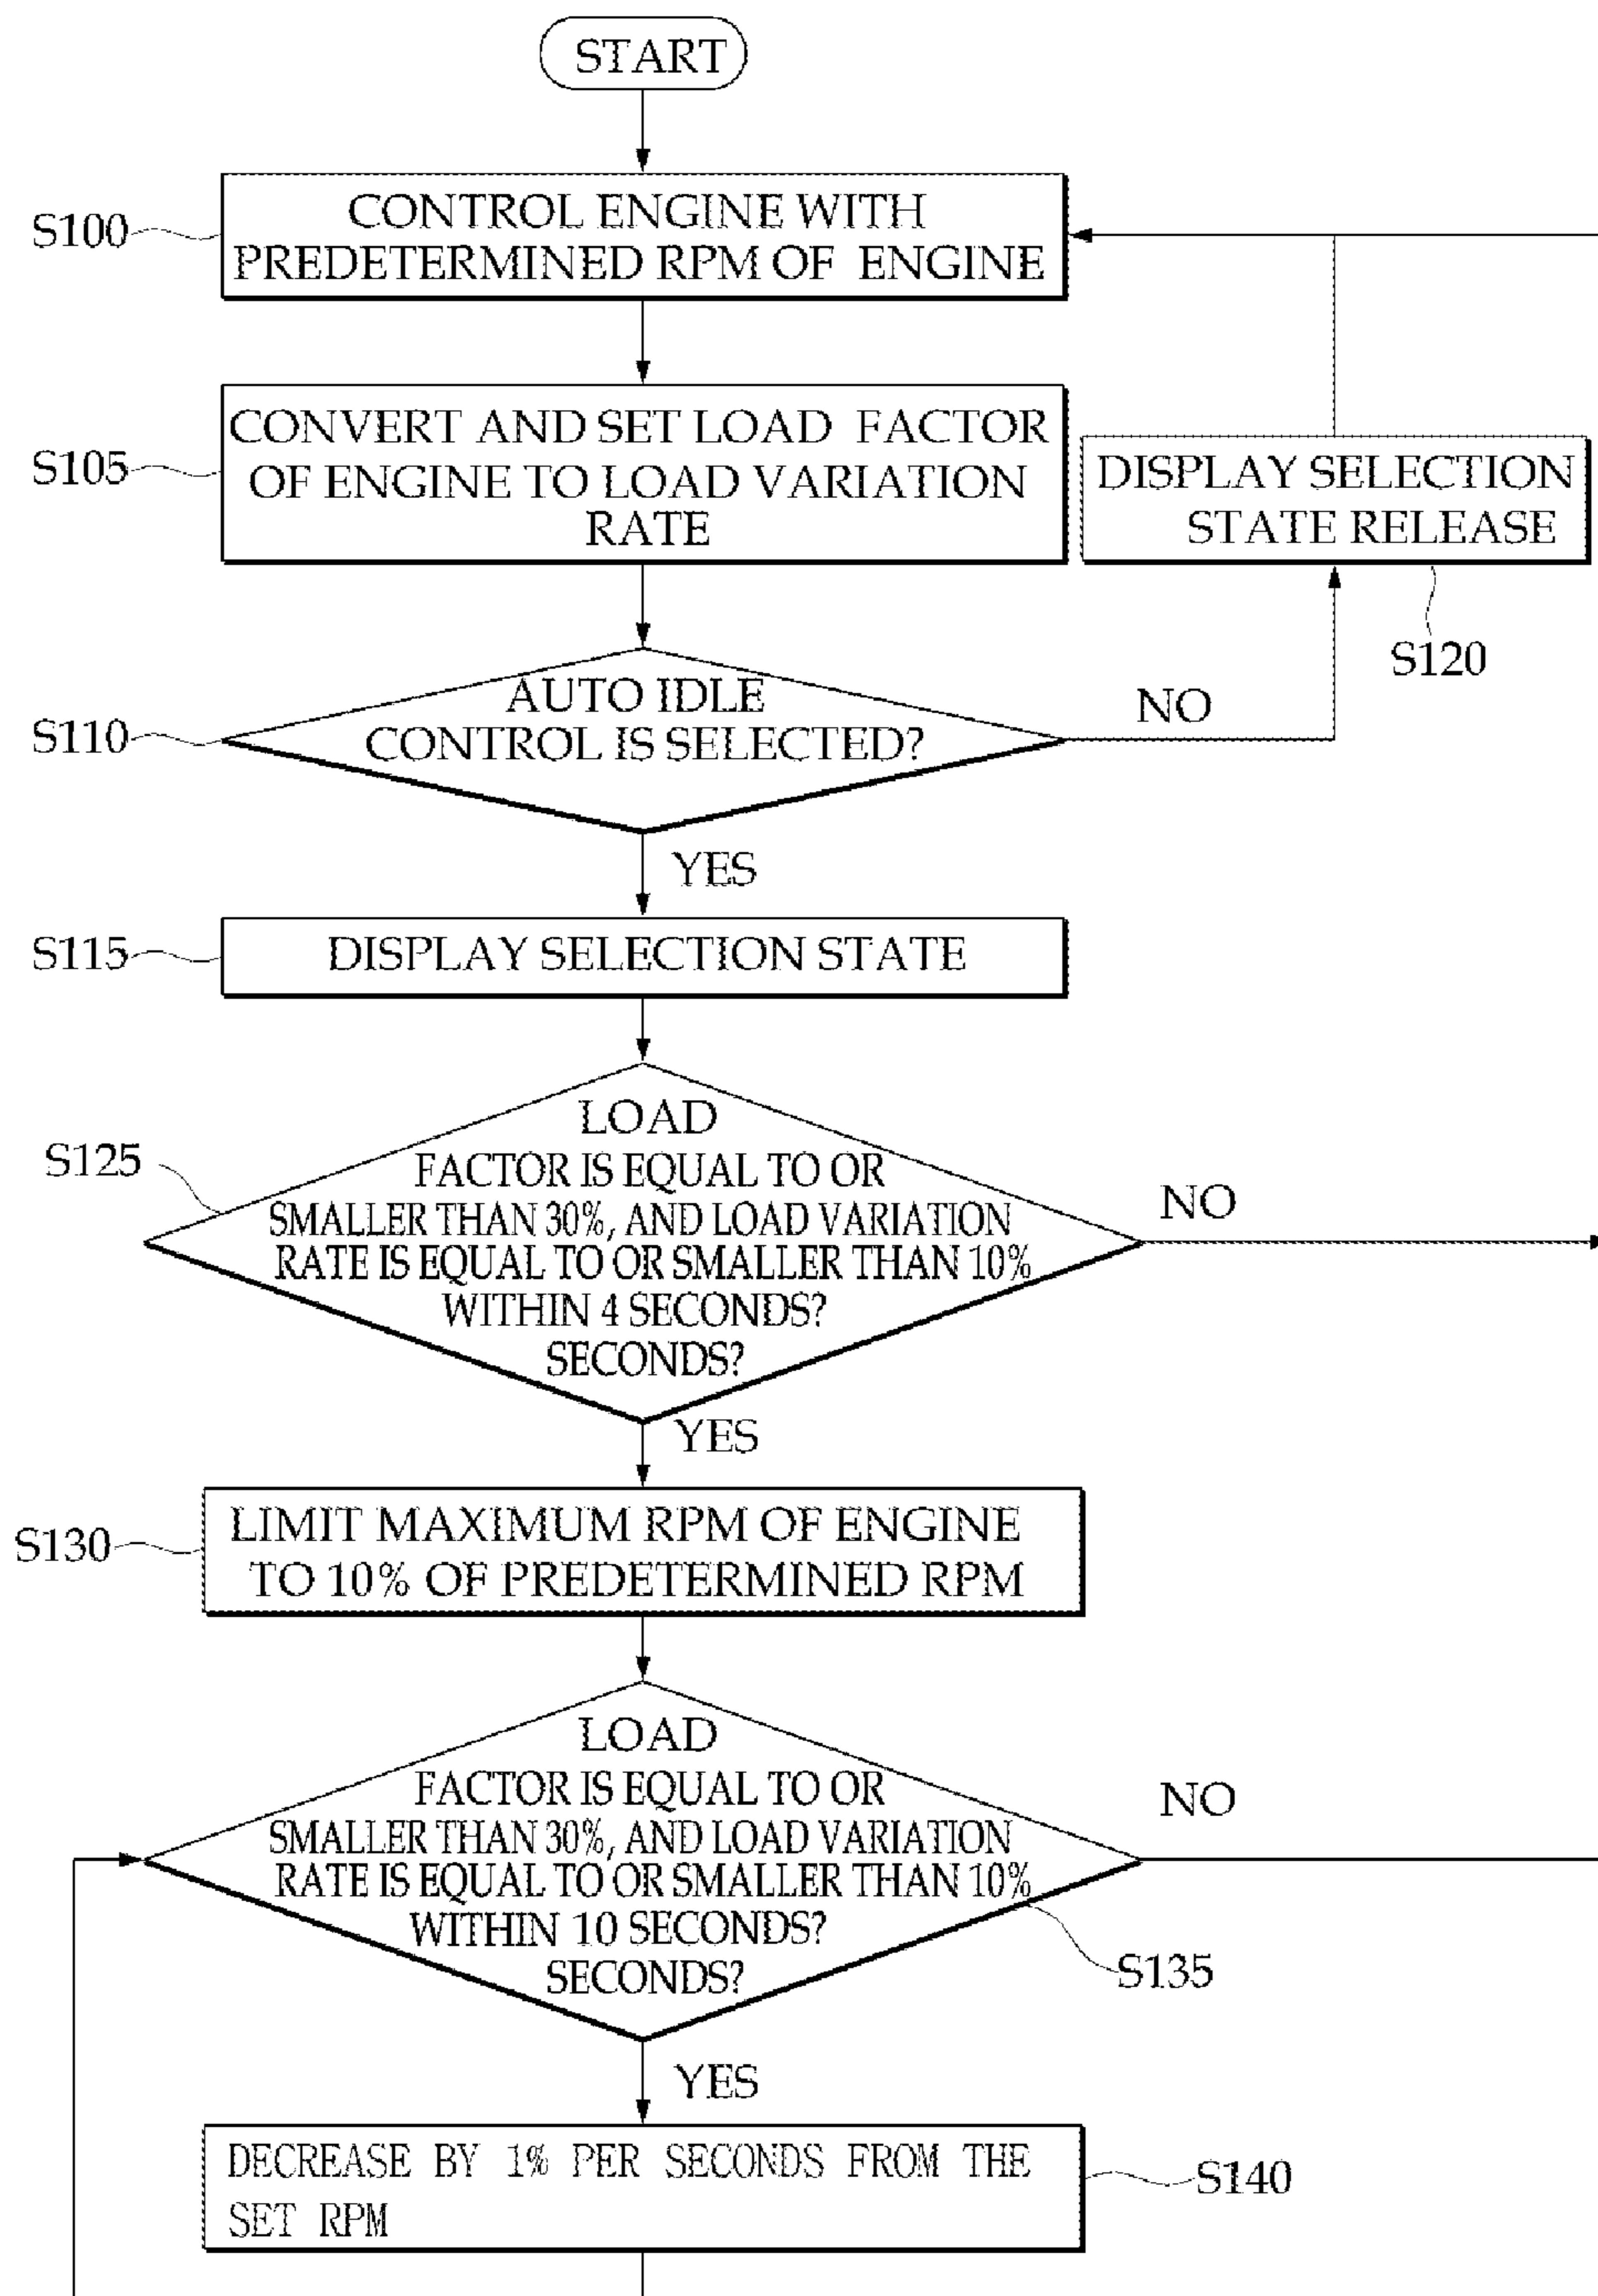 START
S100
CONTROL ENGINE WITH
PREDETERMINED RPM OF ENGINE
S105
CONVERT AND SET LOAD FACTOR
OF ENGINE TO LOAD VARIATION
RATE
DISPLAY SELECTION
STATE RELEASE
S120
S110
AUTO IDLE
CONTROL IS SELECTED?
NO
YES
S115
DISPLAY SELECTION STATE
S125
LOAD
FACTOR IS EQUAL TO OR
SMALLER THAN 30%, AND LOAD VARIATION
RATE IS EQUAL TO OR SMALLER THAN 10%
WITHIN 4 SECONDS?
SECONDS?
NO
YES
S130
LIMIT MAXIMUM RPM OF ENGINE
TO 10% OF PREDETERMINED RPM
LOAD
FACTOR IS EQUAL TO OR
SMALLER THAN 30%, AND LOAD VARIATION
RATE IS EQUAL TO OR SMALLER THAN 10%
WITHIN 10 SECONDS?
SECONDS?
NO
S135
YES
DECREASE BY 1% PER SECONDS FROM THE
SET RPM
S140